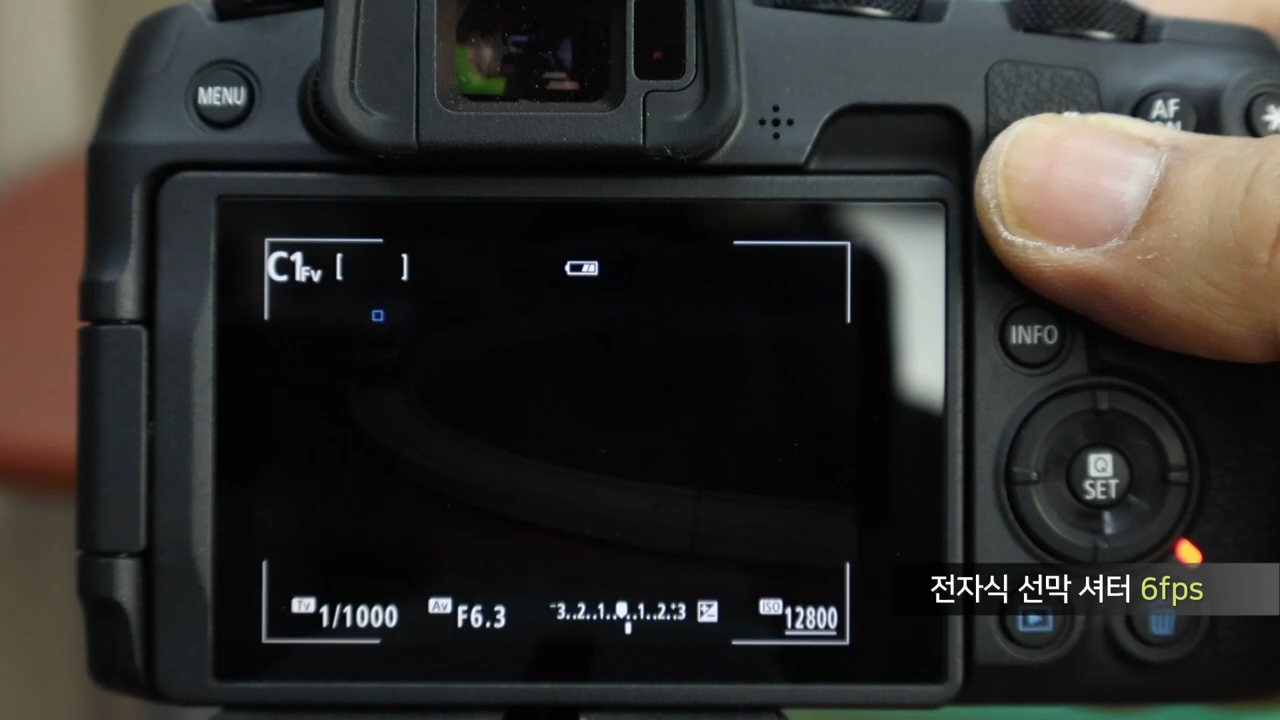 MENU
AF
C1Fv [ ]
INFO
Q
SET
전자식 선막 셔터 6fps
Tv 1/1000 Av F6.3 -3..2..1..0..1..2..+3 ISO 12800